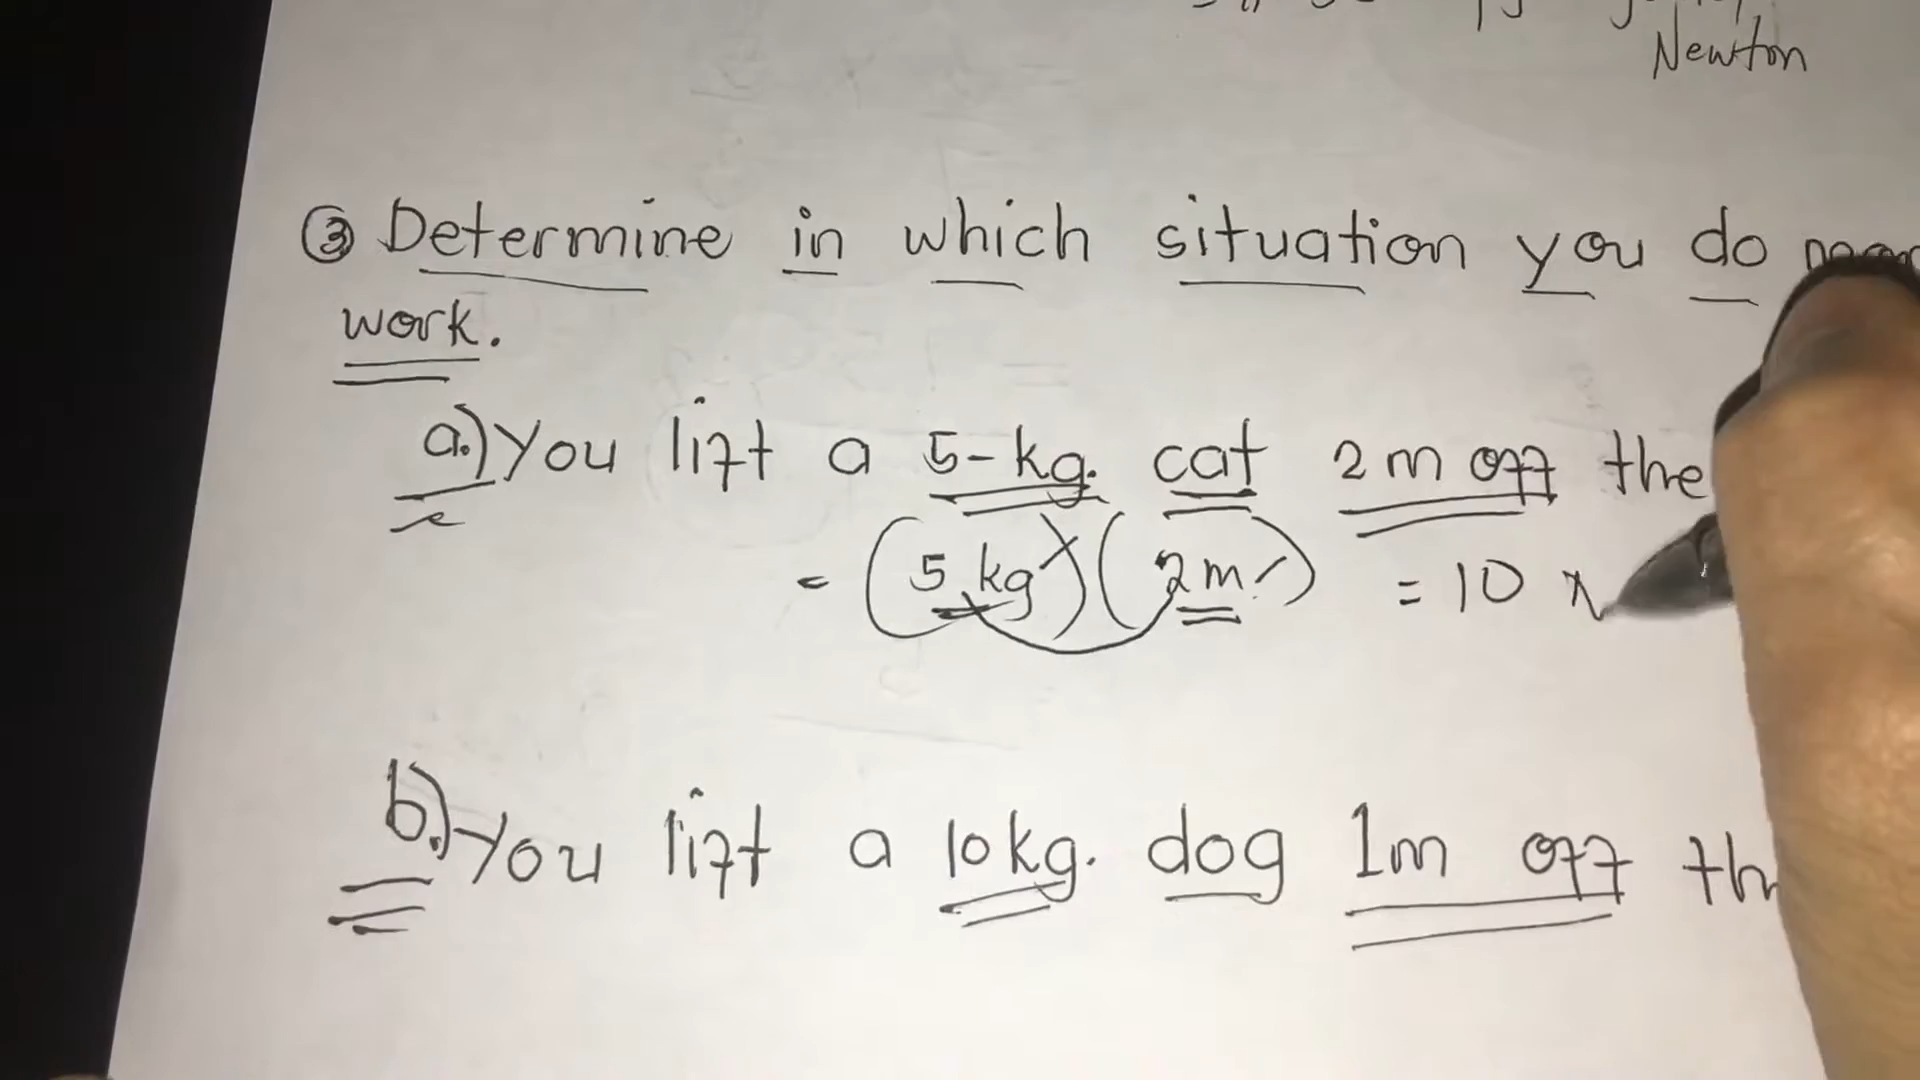 Newton
③ Determine in which situation you do
work.
a.) You lift a 5-kg. cat 2m off the
= (5 kg)(2m) = 10 N
b.) You lift a 10kg. dog 1m off th